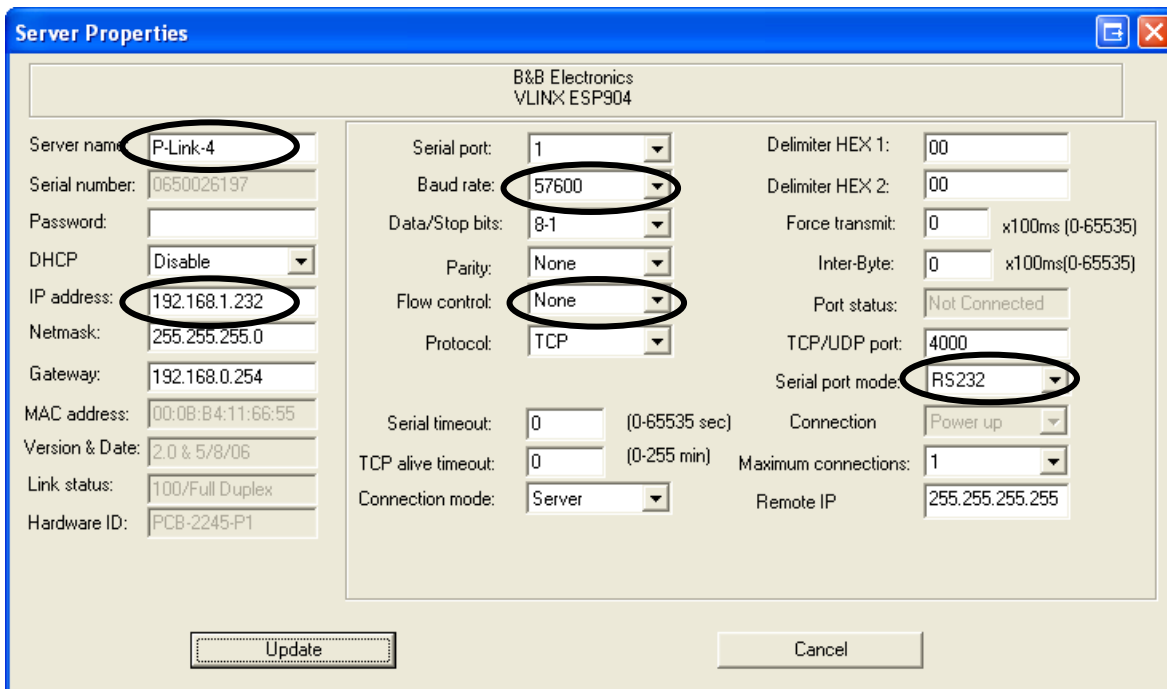 Server Properties
B&B Electronics
VLINX ESP904
Server name: P-Link-4
Serial number: 0650026197
Password:
DHCP Disable
IP address: 192.168.1.232
Netmask: 255.255.255.0
Gateway: 192.168.0.254
MAC address: 00:0B:B4:11:66:55
Version & Date: 2.0 & 5/8/06
Link status: 100/Full Duplex
Hardware ID: PCB-2245-P1
Serial port: 1
Baud rate: 57600
Data/Stop bits: 8-1
Parity: None
Flow control: None
Protocol: TCP
Serial timeout: 0 (0-65535 sec)
TCP alive timeout: 0 (0-255 min)
Connection mode: Server
Delimiter HEX 1: 00
Delimiter HEX 2: 00
Force transmit: 0 x100ms (0-65535)
Inter-Byte: 0 x100ms(0-65535)
Port status: Not Connected
TCP/UDP port: 4000
Serial port mode: RS232
Connection Power up
Maximum connections: 1
Remote IP 255.255.255.255
Update
Cancel